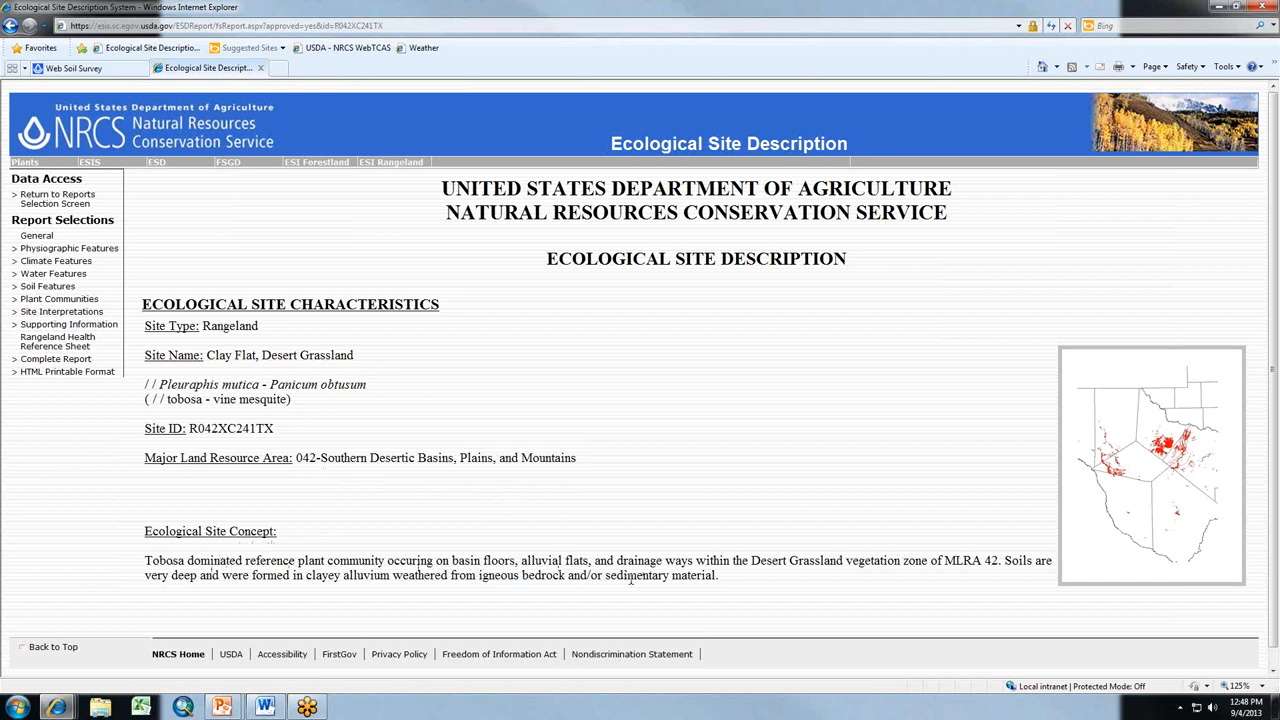 Ecological Site Description System - Windows Internet Explorer
https://esis.sc.egov.usda.gov/ESDReport/fsReport.aspx?approved=yes&id=R042XC241TX
Bing
Favorites
Ecological Site Descriptio...
Suggested Sites
USDA - NRCS WebTCAS
Weather
Web Soil Survey
Ecological Site Descript...
Page
Safety
Tools
United States Department of Agriculture
NRCS
Natural Resources
Conservation Service
Ecological Site Description
Plants
ESIS
ESD
FSGD
ESI Forestland
ESI Rangeland
Data Access
> Return to Reports
Selection Screen
Report Selections
General
> Physiographic Features
> Climate Features
> Water Features
> Soil Features
> Plant Communities
> Site Interpretations
> Supporting Information
Rangeland Health
Reference Sheet
> Complete Report
> HTML Printable Format
UNITED STATES DEPARTMENT OF AGRICULTURE
NATURAL RESOURCES CONSERVATION SERVICE
ECOLOGICAL SITE DESCRIPTION
ECOLOGICAL SITE CHARACTERISTICS
Site Type: Rangeland
Site Name: Clay Flat, Desert Grassland
/ / Pleuraphis mutica - Panicum obtusum
( / / tobosa - vine mesquite)
Site ID: R042XC241TX
Major Land Resource Area: 042-Southern Desertic Basins, Plains, and Mountains
Ecological Site Concept:
Tobosa dominated reference plant community occuring on basin floors, alluvial flats, and drainage ways within the Desert Grassland vegetation zone of MLRA 42. Soils are
very deep and were formed in clayey alluvium weathered from igneous bedrock and/or sedimentary material.
Back to Top
NRCS Home
USDA
Accessibility
FirstGov
Privacy Policy
Freedom of Information Act
Nondiscrimination Statement
Local intranet | Protected Mode: Off
125%
12:48 PM
9/4/2013